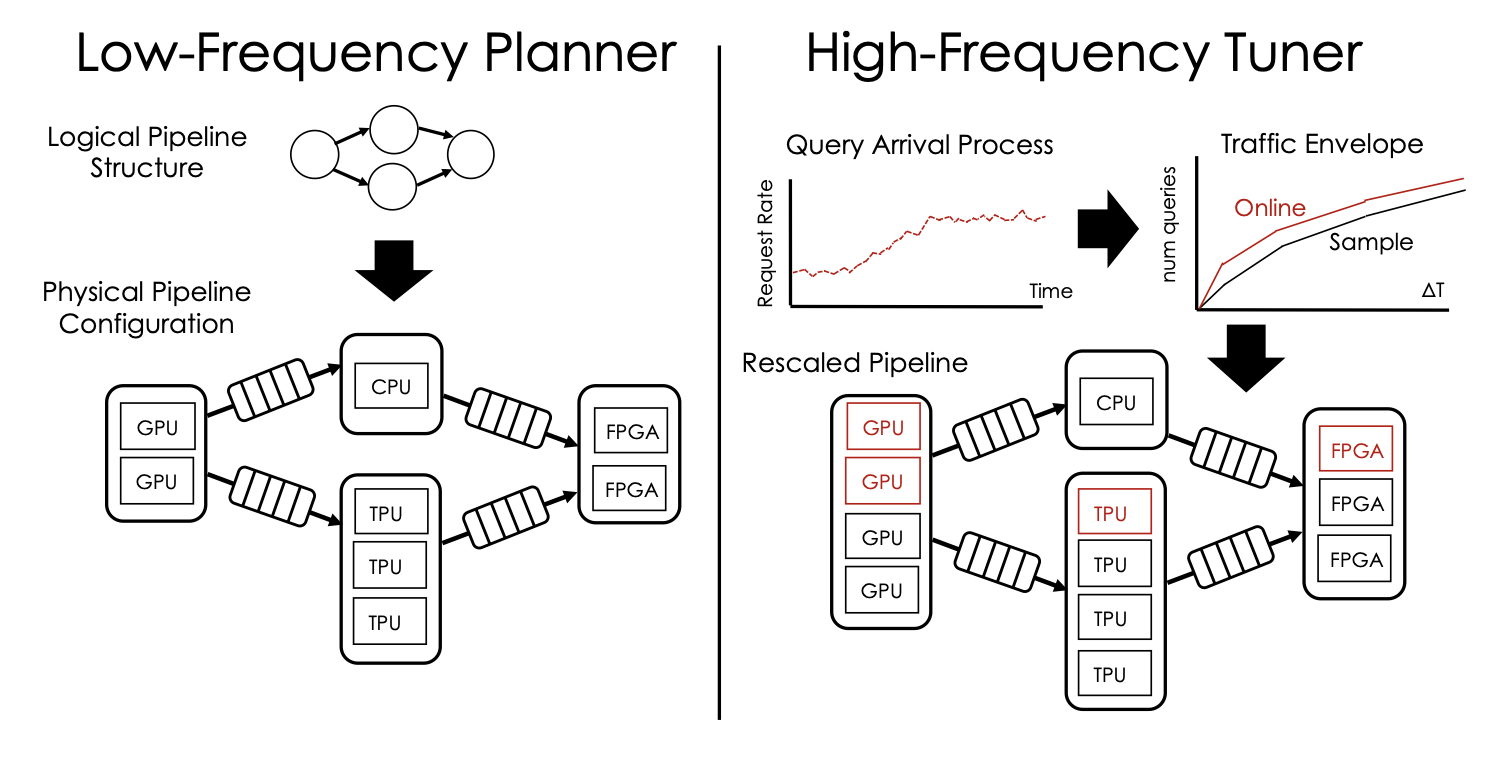 Low-Frequency Planner
Logical Pipeline
Structure
Physical Pipeline
Configuration
GPU
GPU
CPU
TPU
TPU
TPU
FPGA
FPGA
High-Frequency Tuner
Query Arrival Process
Request Rate
Time
Traffic Envelope
num queries
Online
Sample
ΔT
Rescaled Pipeline
GPU
GPU
GPU
GPU
CPU
TPU
TPU
TPU
TPU
FPGA
FPGA
FPGA